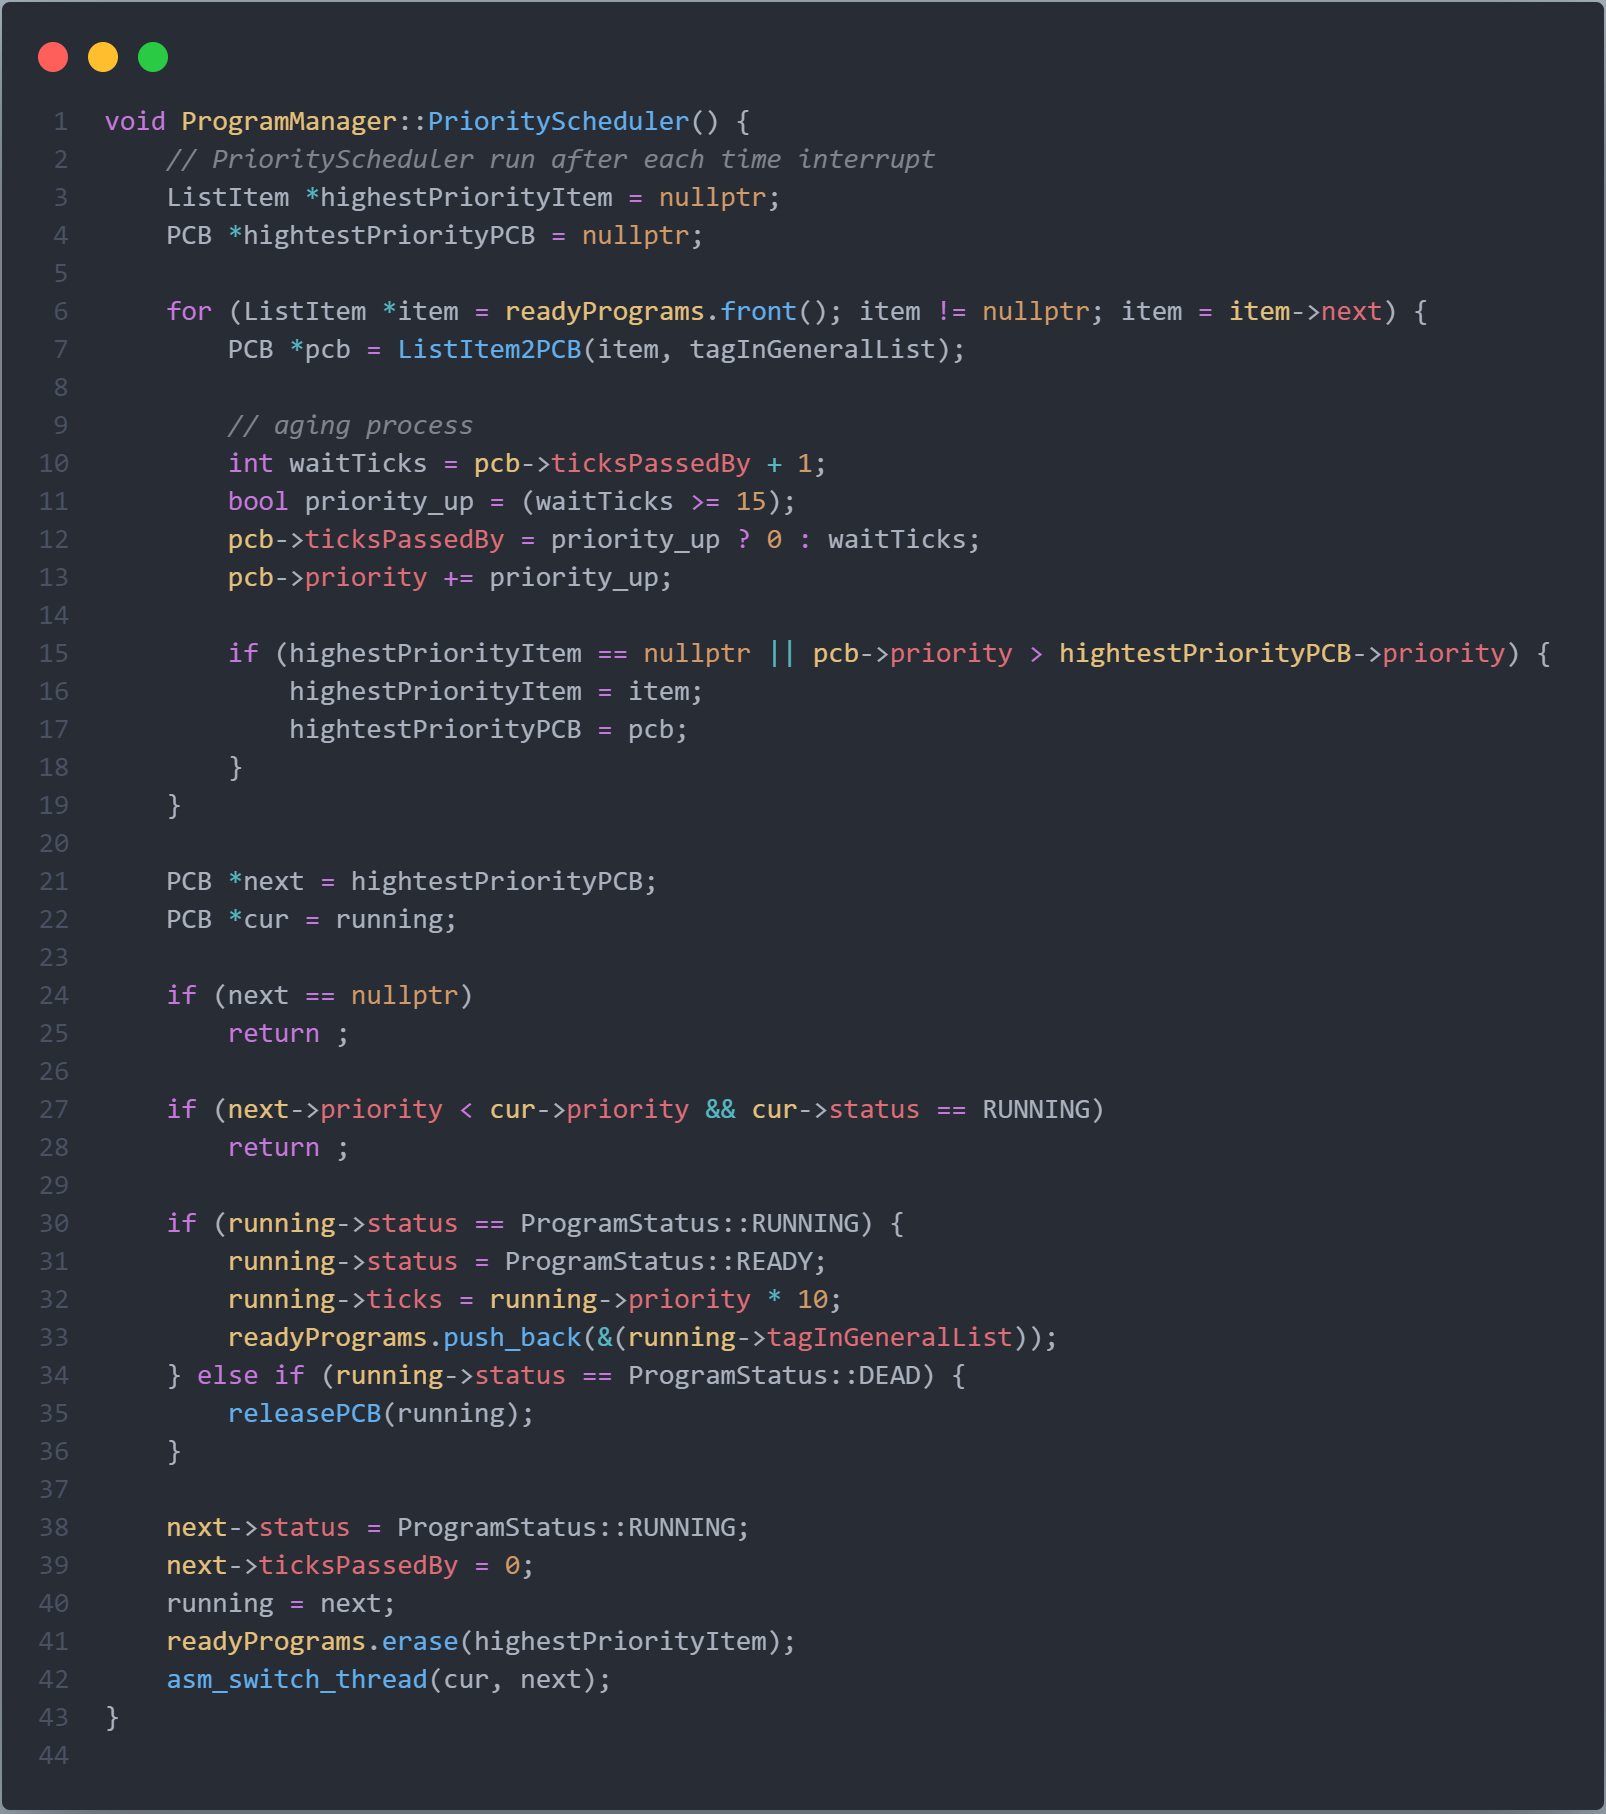 1 void ProgramManager::PriorityScheduler() {
2     // PriorityScheduler run after each time interrupt
3     ListItem *highestPriorityItem = nullptr;
4     PCB *hightestPriorityPCB = nullptr;
5
6     for (ListItem *item = readyPrograms.front(); item != nullptr; item = item->next) {
7         PCB *pcb = ListItem2PCB(item, tagInGeneralList);
8
9         // aging process
10         int waitTicks = pcb->ticksPassedBy + 1;
11         bool priority_up = (waitTicks >= 15);
12         pcb->ticksPassedBy = priority_up ? 0 : waitTicks;
13         pcb->priority += priority_up;
14
15         if (highestPriorityItem == nullptr || pcb->priority > hightestPriorityPCB->priority) {
16             highestPriorityItem = item;
17             hightestPriorityPCB = pcb;
18         }
19     }
20
21     PCB *next = hightestPriorityPCB;
22     PCB *cur = running;
23
24     if (next == nullptr)
25         return ;
26
27     if (next->priority < cur->priority && cur->status == RUNNING)
28         return ;
29
30     if (running->status == ProgramStatus::RUNNING) {
31         running->status = ProgramStatus::READY;
32         running->ticks = running->priority * 10;
33         readyPrograms.push_back(&(running->tagInGeneralList));
34     } else if (running->status == ProgramStatus::DEAD) {
35         releasePCB(running);
36     }
37
38     next->status = ProgramStatus::RUNNING;
39     next->ticksPassedBy = 0;
40     running = next;
41     readyPrograms.erase(highestPriorityItem);
42     asm_switch_thread(cur, next);
43 }
44